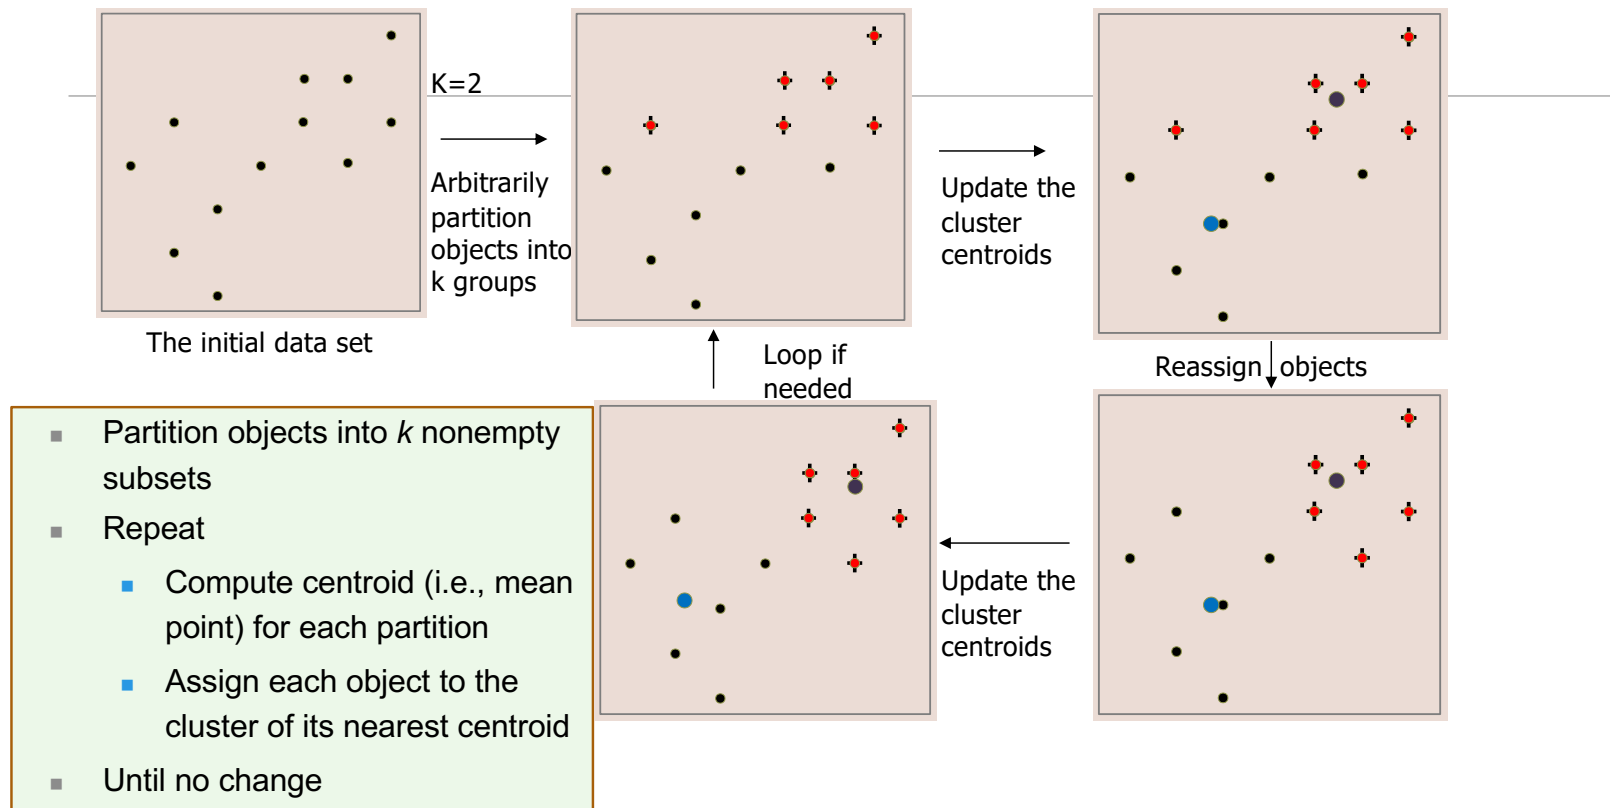 K=2
Arbitrarily
partition
objects into
k groups
The initial data set
Update the
cluster
centroids
Reassign objects
Loop if
needed
Update the
cluster
centroids
Partition objects into k nonempty
subsets
Repeat
Compute centroid (i.e., mean
point) for each partition
Assign each object to the
cluster of its nearest centroid
Until no change